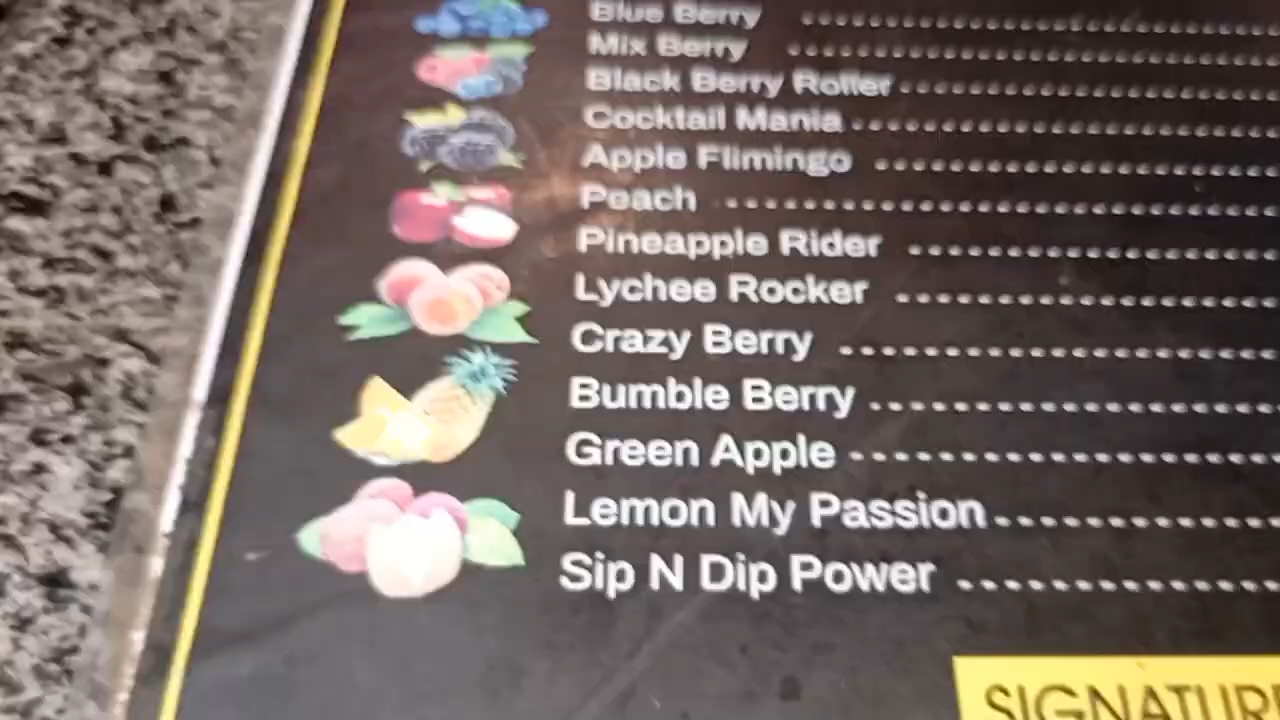 Blue Berry ....................
Mix Berry ....................
Black Berry Roller ....................
Cocktail Mania ....................
Apple Flimingo ....................
Peach ....................
Pineapple Rider ....................
Lychee Rocker ....................
Crazy Berry ....................
Bumble Berry ....................
Green Apple ....................
Lemon My Passion ....................
Sip N Dip Power ....................
SIGNATUR